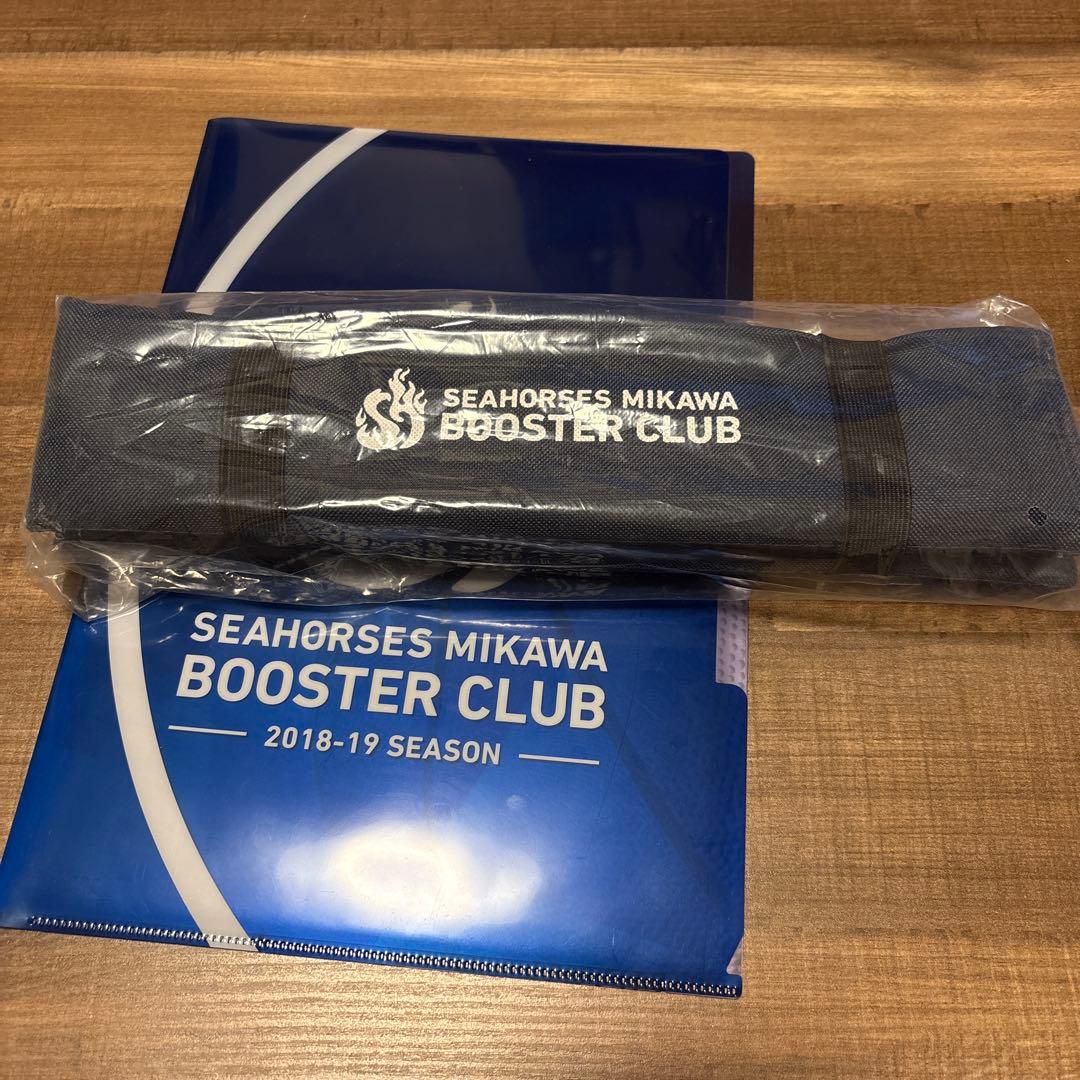 SEAHORSES MIKAWA
BOOSTER CLUB
SEAHORSES MIKAWA
BOOSTER CLUB
2018-19 SEASON